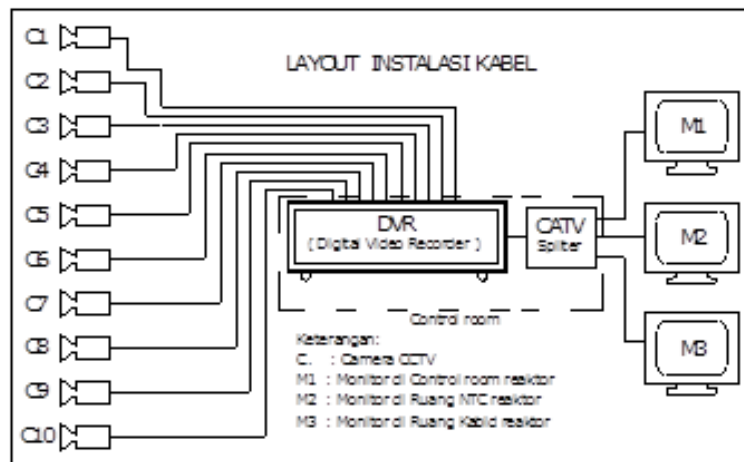 LAYOUT INSTALASI KABEL
C1
C2
C3
C4
C5
C6
C7
C8
C9
C10
DVR
( Digital Video Recorder )
CATV
Spliter
M1
M2
M3
Control room
Keterangan:
C. : Camera CCTV
M1 : Monitor di Control room reaktor
M2 : Monitor di Ruang NTC reaktor
M3 : Monitor di Ruang Kabid reaktor